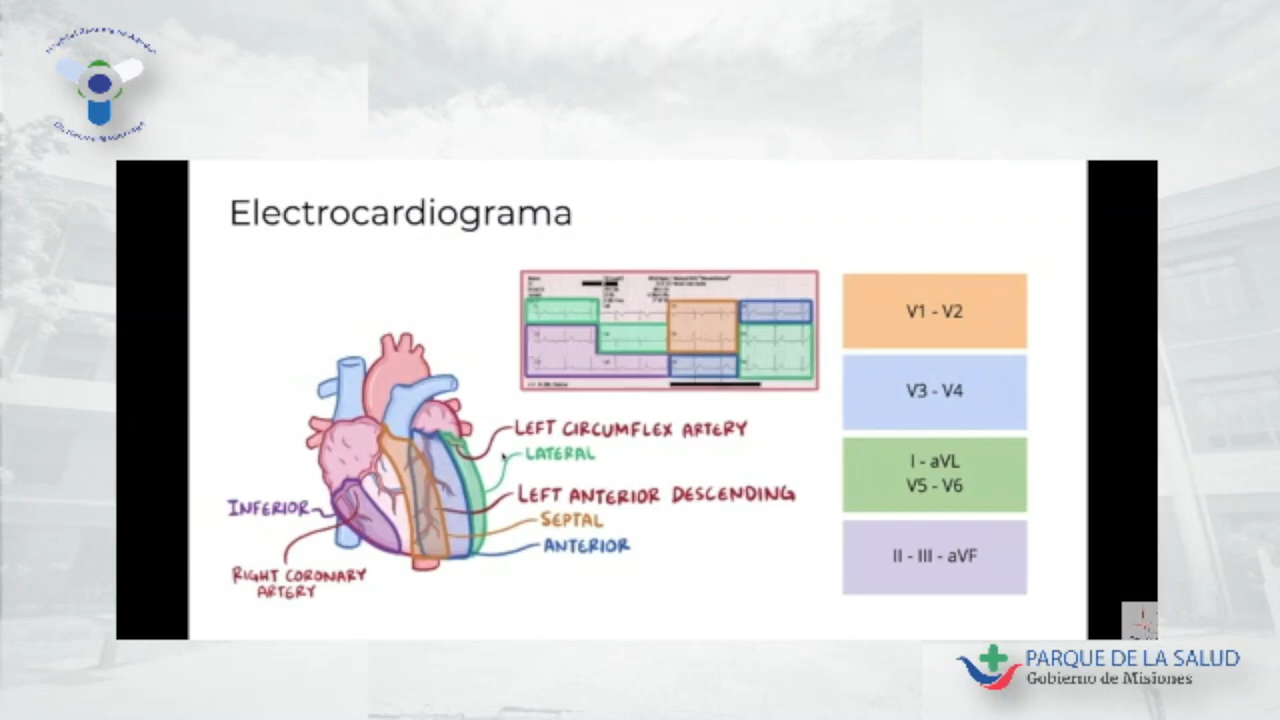 Electrocardiograma
V1 - V2
V3 - V4
I - aVL
V5 - V6
II - III - aVF
LEFT CIRCUMFLEX ARTERY
LATERAL
LEFT ANTERIOR DESCENDING
SEPTAL
ANTERIOR
INFERIOR
RIGHT CORONARY
ARTERY
PARQUE DE LA SALUD
Gobierno de Misiones